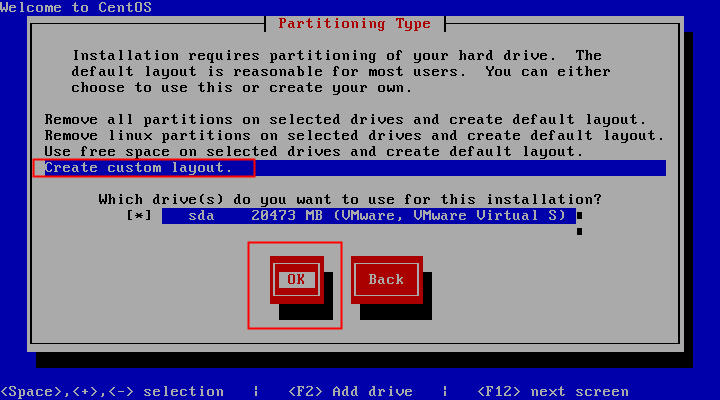 Welcome to CentOS
Partitioning Type
Installation requires partitioning of your hard drive. The
default layout is reasonable for most users. You can either
choose to use this or create your own.
Remove all partitions on selected drives and create default layout.
Remove linux partitions on selected drives and create default layout.
Use free space on selected drives and create default layout.
Create custom layout.
Which drive(s) do you want to use for this installation?
[*] sda 20473 MB (VMware, VMware Virtual S)
OK Back
<Space>,<+>,<-> selection | <F2> Add drive | <F12> next screen